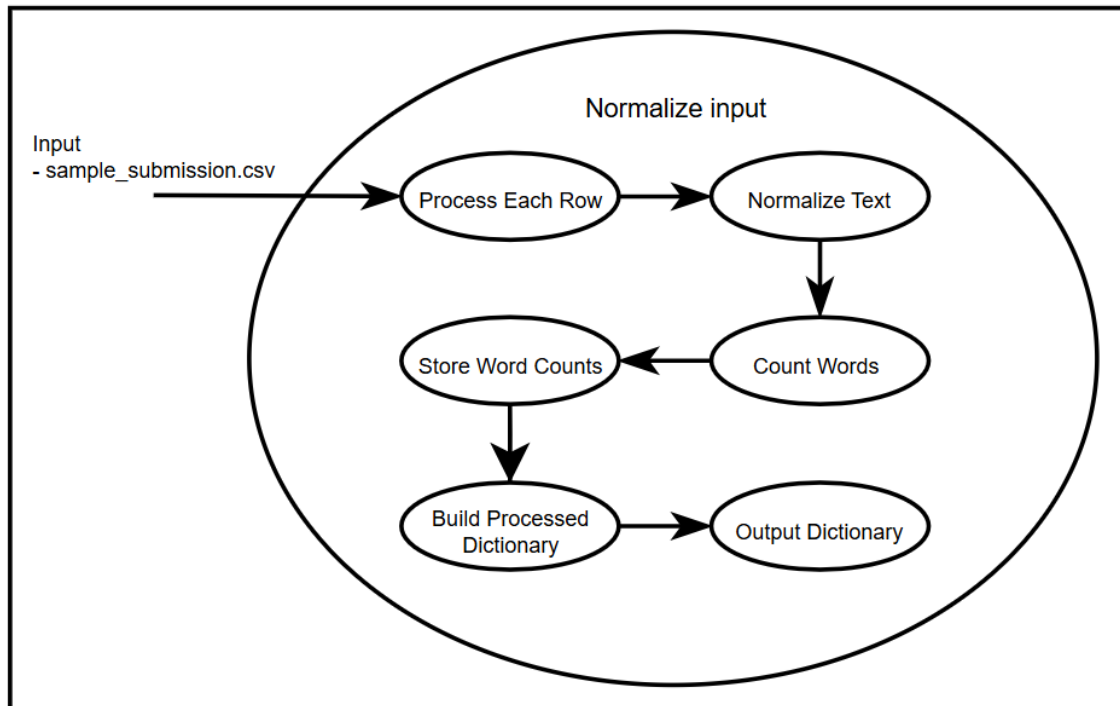 Normalize input
Input
- sample_submission.csv
Process Each Row
Normalize Text
Store Word Counts
Count Words
Build Processed
Dictionary
Output Dictionary